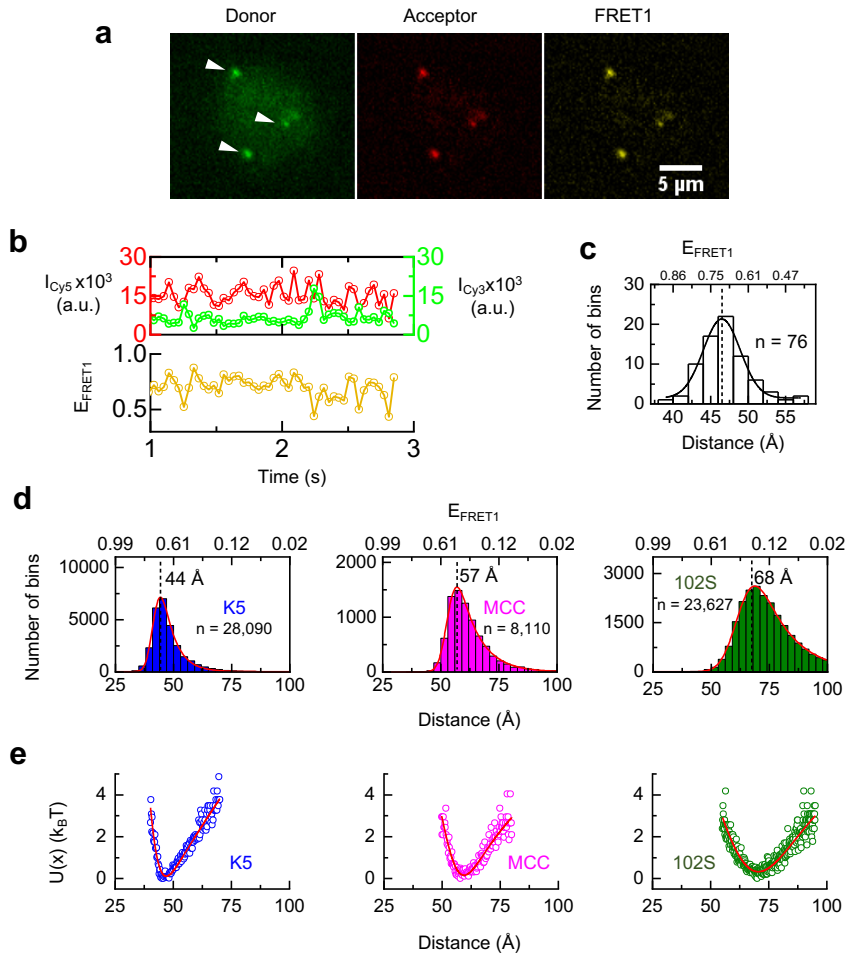 Donor Acceptor FRET1
a
5 µm
b
30 30
I_Cy5 x10³ (a.u.) 15 15 I_Cy3 x10³ (a.u.)
0 0
1.0
E_FRET1
0.5
1 2 3
Time (s)
c
E_FRET1
0.86 0.75 0.61 0.47
30
20
10
0
Number of bins
n = 76
40 45 50 55
Distance (Å)
d
E_FRET1
0.99 0.61 0.12 0.02 0.99 0.61 0.12 0.02 0.99 0.61 0.12 0.02
Number of bins
10000
5000
0
44 Å
K5
n = 28,090
25 50 75 100
2000
1000
0
57 Å
MCC
n = 8,110
25 50 75 100
3000
1500
0
68 Å
102S
n = 23,627
25 50 75 100
Distance (Å)
e
U(x) (k_BT)
4
2
0
K5
25 50 75 100
4
2
0
MCC
25 50 75 100
4
2
0
102S
25 50 75 100
Distance (Å)